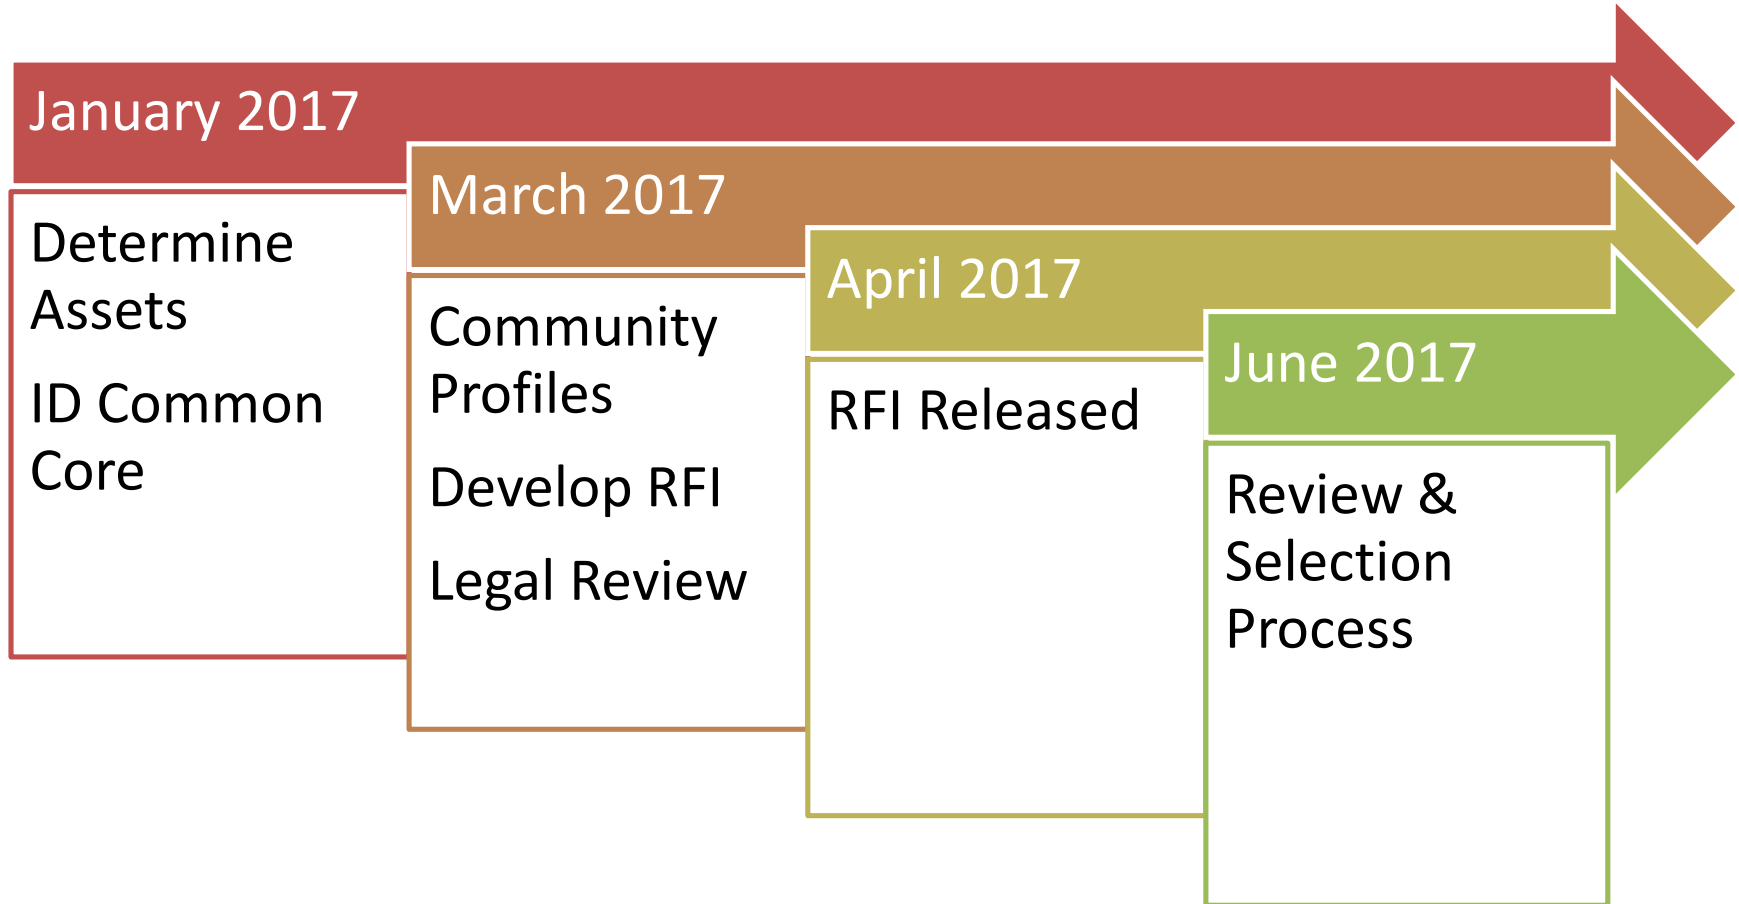 January 2017
Determine
Assets
ID Common
Core
March 2017
Community
Profiles
Develop RFI
Legal Review
April 2017
RFI Released
June 2017
Review &
Selection
Process